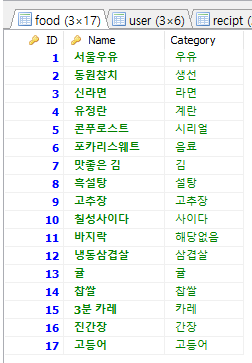 food (3×17) user (3×6) recipt (
ID Name Category
1 서울우유 우유
2 동원참치 생선
3 신라면 라면
4 유정란 계란
5 콘푸로스트 시리얼
6 포카리스웨트 음료
7 맛좋은 김 김
8 흑설탕 설탕
9 고추장 고추장
10 칠성사이다 사이다
11 바지락 해당없음
12 냉동삼겹살 삼겹살
13 귤 귤
14 찹쌀 찹쌀
15 3분 카레 카레
16 진간장 간장
17 고등어 고등어